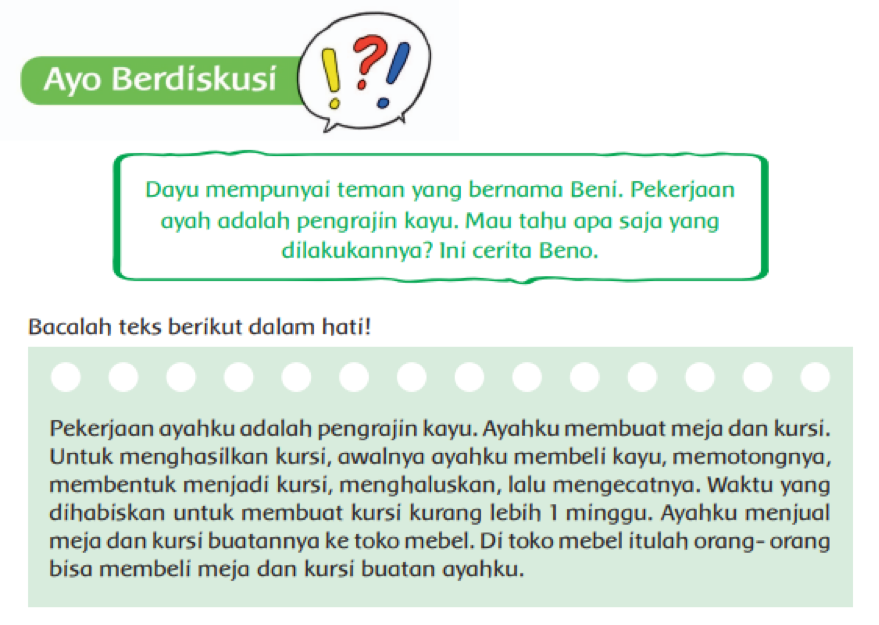 Ayo Berdiskusi
!?!
Dayu mempunyai teman yang bernama Beni. Pekerjaan
ayah adalah pengrajin kayu. Mau tahu apa saja yang
dilakukannya? Ini cerita Beno.
Bacalah teks berikut dalam hati!
Pekerjaan ayahku adalah pengrajin kayu. Ayahku membuat meja dan kursi.
Untuk menghasilkan kursi, awalnya ayahku membeli kayu, memotongnya,
membentuk menjadi kursi, menghaluskan, lalu mengecatnya. Waktu yang
dihabiskan untuk membuat kursi kurang lebih 1 minggu. Ayahku menjual
meja dan kursi buatannya ke toko mebel. Di toko mebel itulah orang- orang
bisa membeli meja dan kursi buatan ayahku.